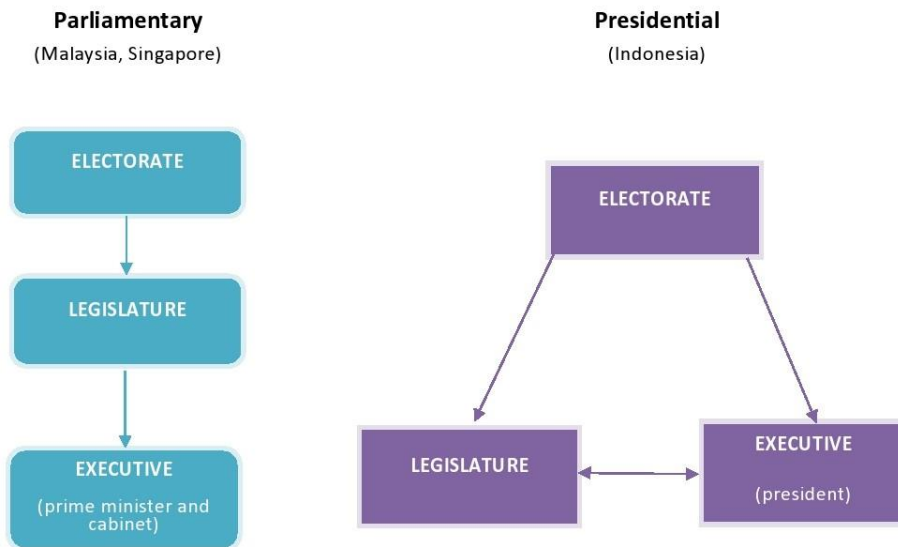 Parliamentary
(Malaysia, Singapore)
ELECTORATE
LEGISLATURE
EXECUTIVE
(prime minister and
cabinet)
Presidential
(Indonesia)
ELECTORATE
LEGISLATURE
EXECUTIVE
(president)